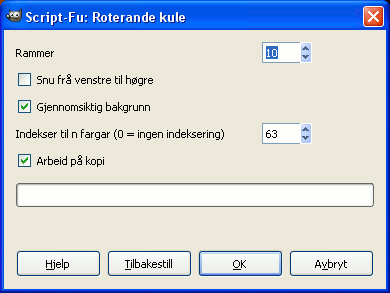 Script-Fu: Roterande kule
Rammer 10
Snu frå venstre til høgre
Gjennomsiktig bakgrunn
Indekser til n fargar (0 = ingen indeksering) 63
Arbeid på kopi
Hjelp Tilbakestill OK Avbryt